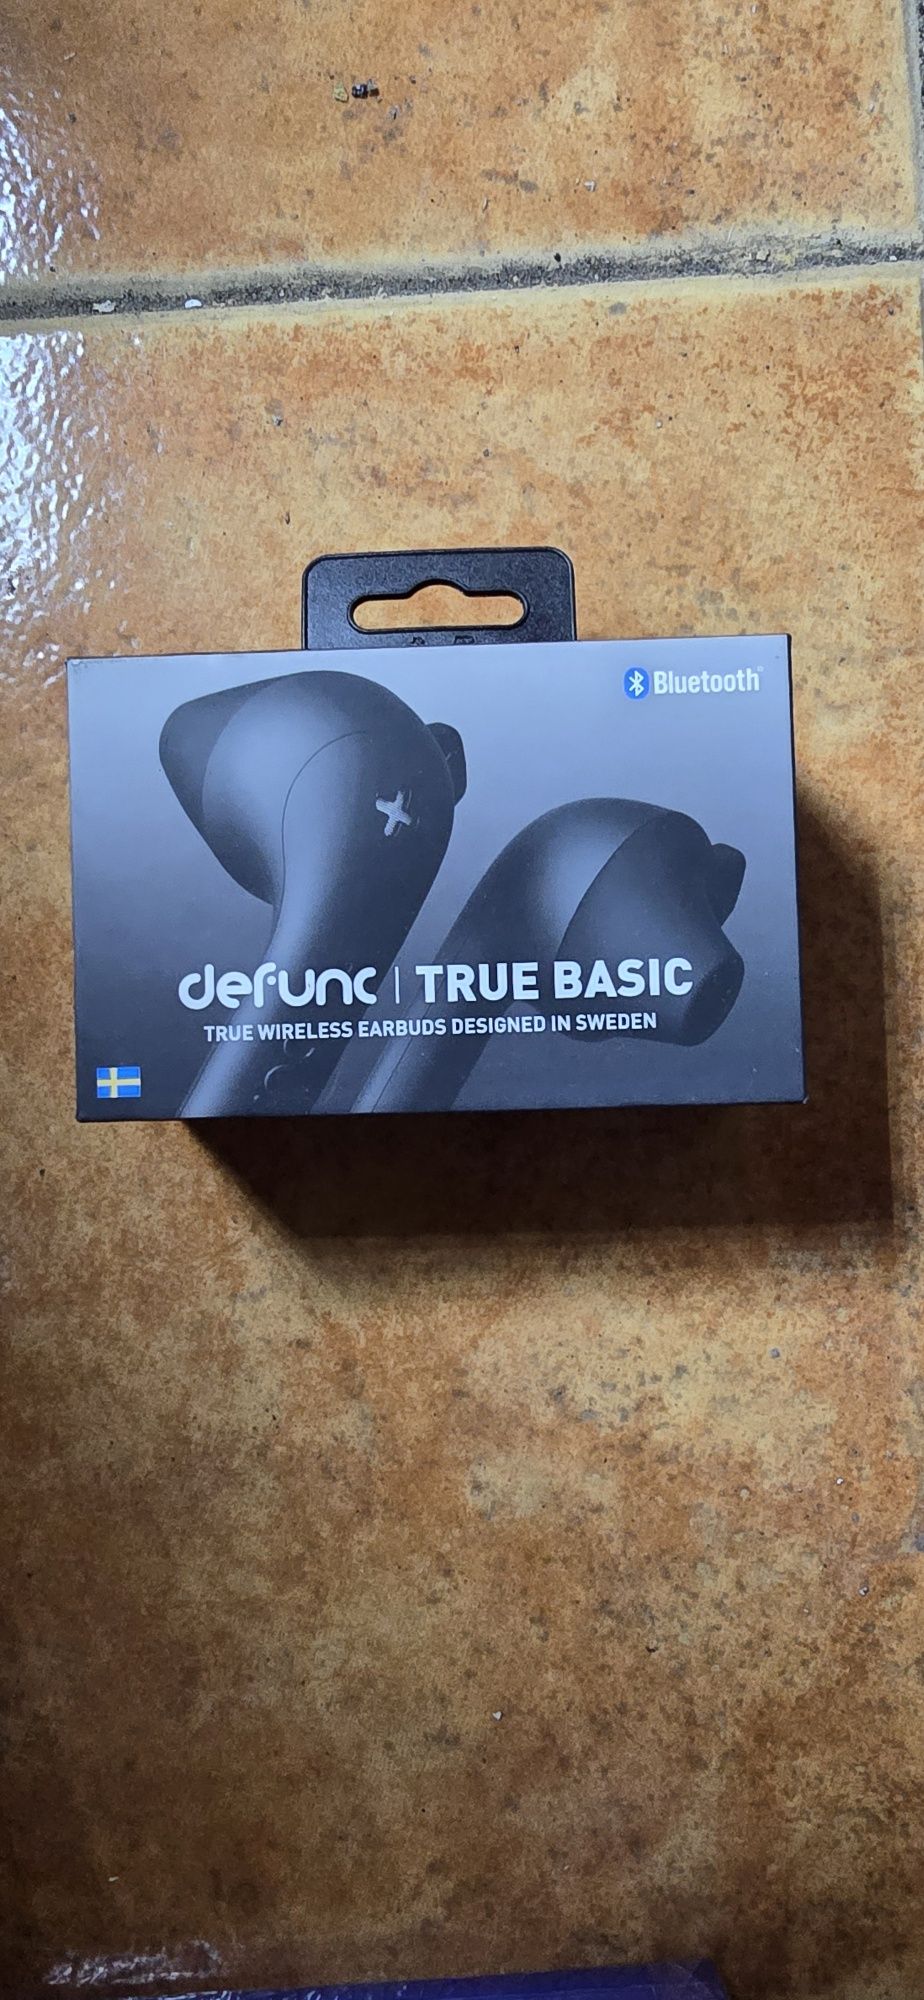 Bluetooth®
defunc | TRUE BASIC
TRUE WIRELESS EARBUDS DESIGNED IN SWEDEN